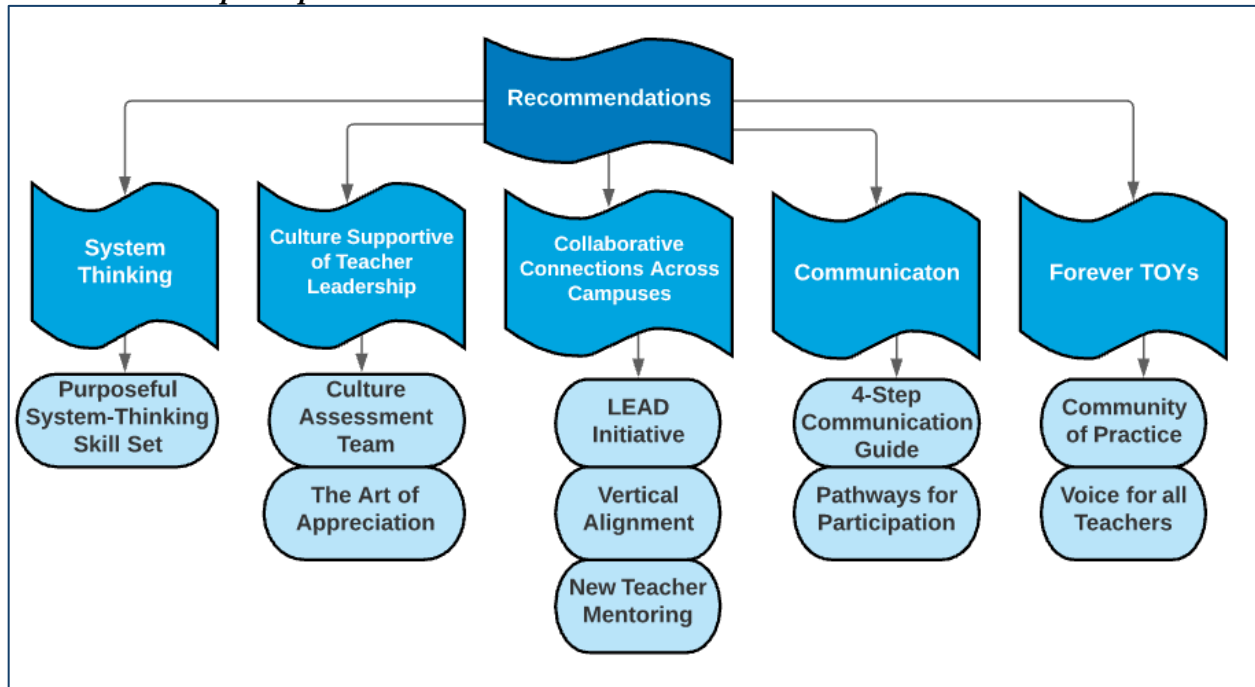 Recommendations
System
Thinking
Culture Supportive
of Teacher
Leadership
Collaborative
Connections Across
Campuses
Communicaton
Forever TOYs
Purposeful
System-Thinking
Skill Set
Culture
Assessment
Team
The Art of
Appreciation
LEAD
Initiative
Vertical
Alignment
New Teacher
Mentoring
4-Step
Communication
Guide
Pathways for
Participation
Community
of Practice
Voice for all
Teachers